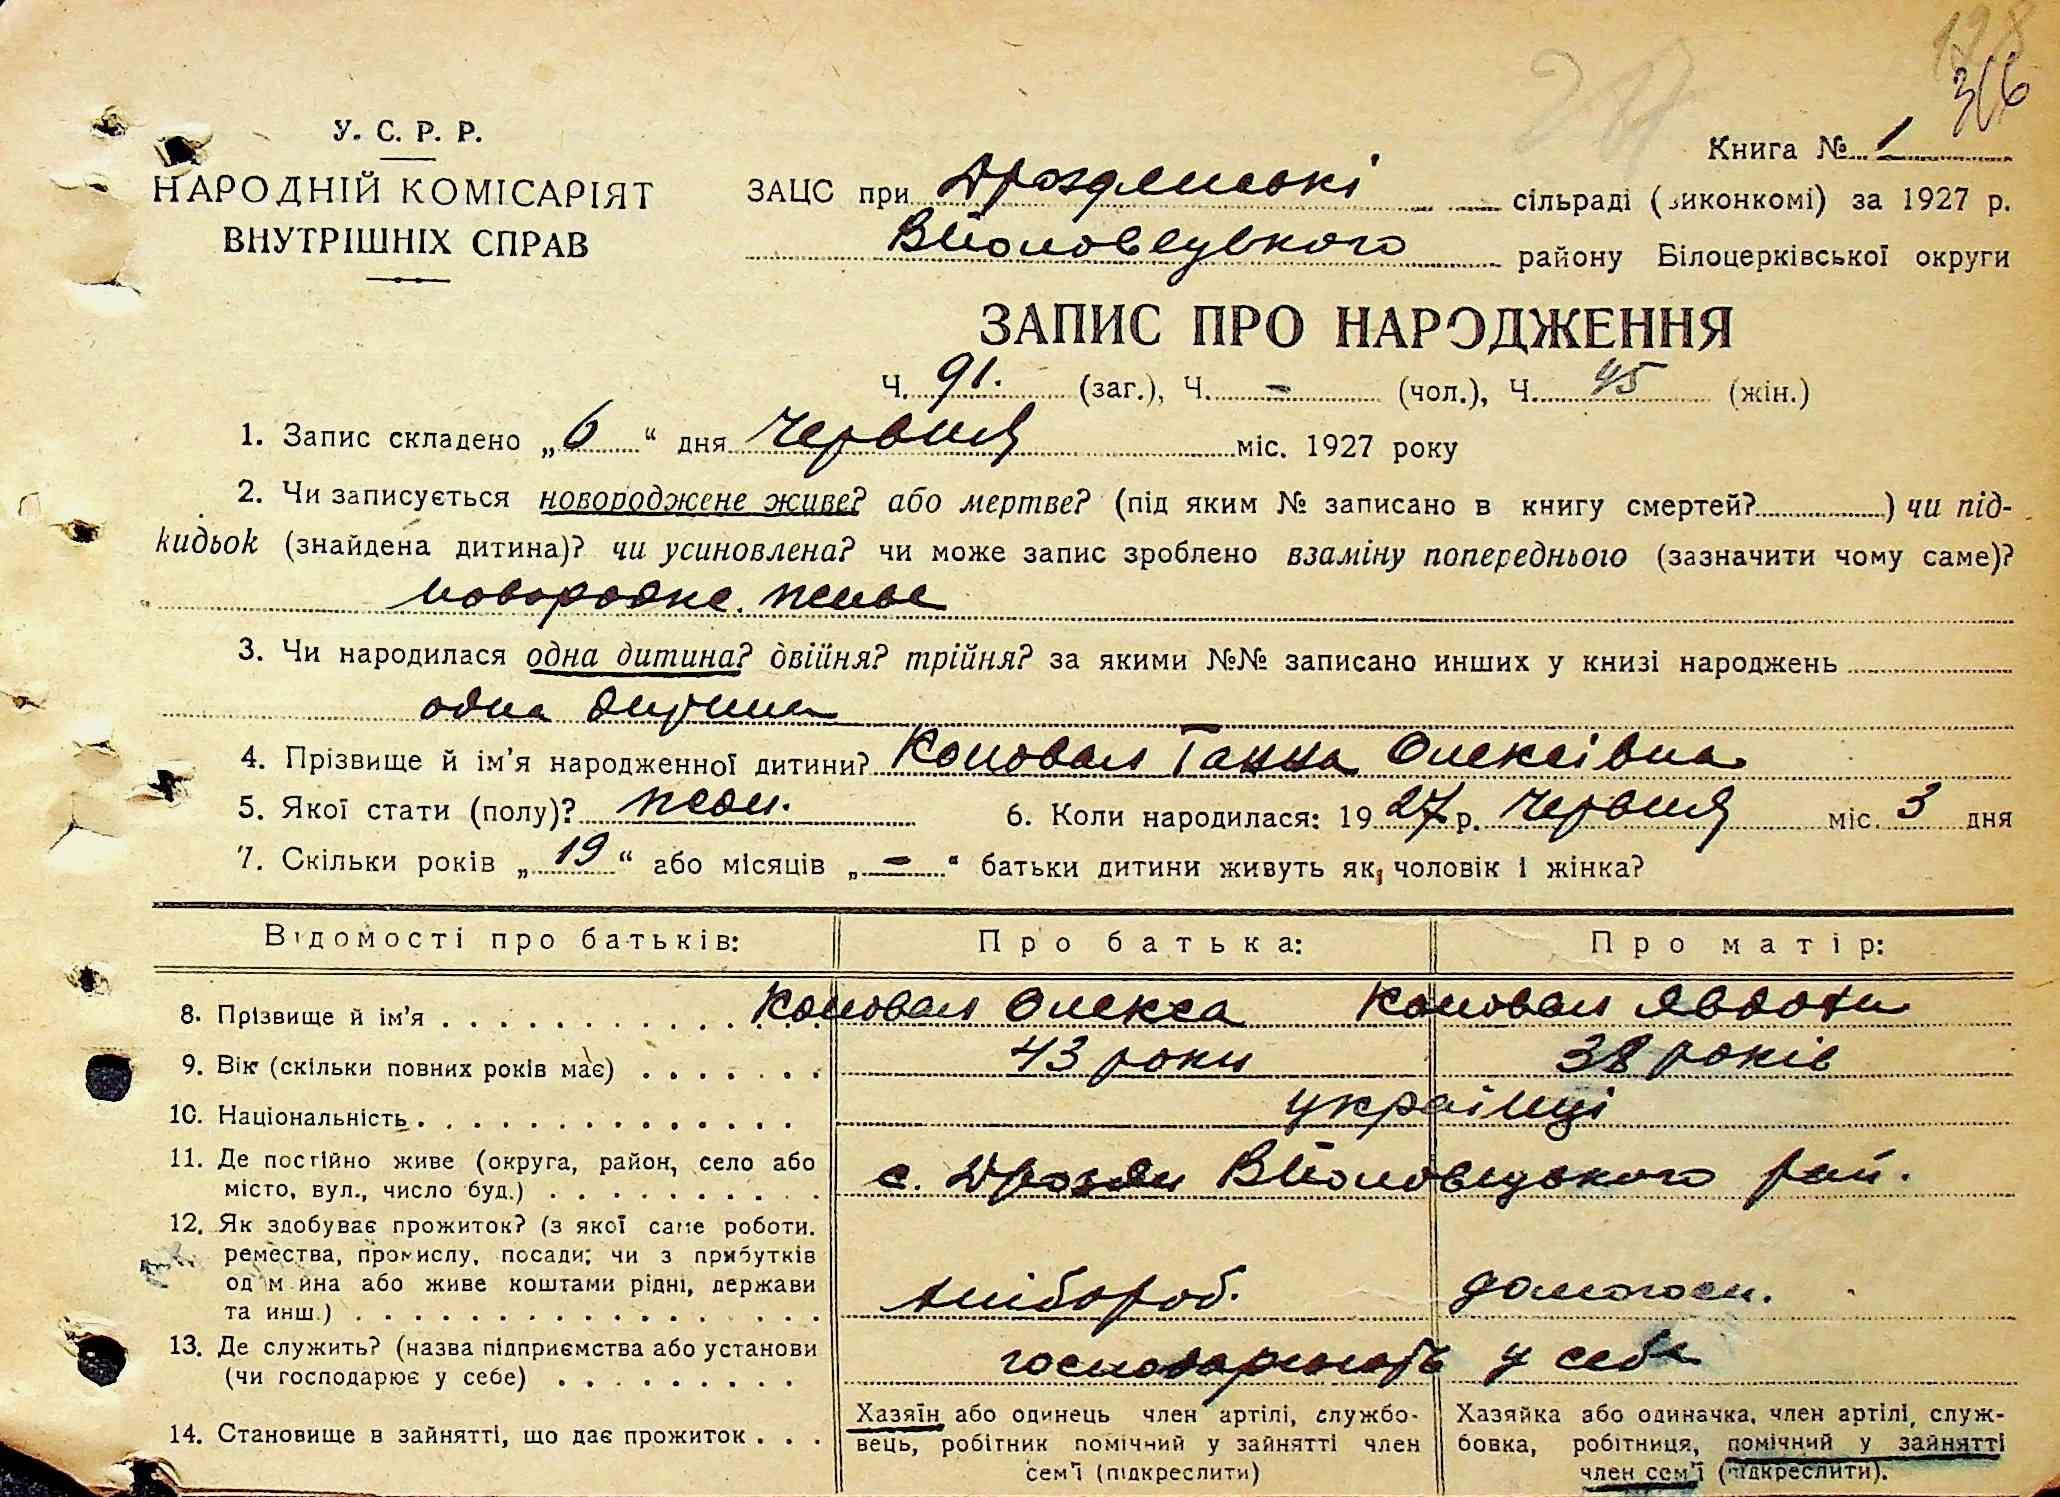 128
306
У. С. Р. Р.
НАРОДНІЙ КОМІСАРІЯТ
ВНУТРІШНІХ СПРАВ
Книга № 1
ЗАЦС при Дроздянські сільраді (виконкомі) за 1927 р.
району Білоцерківської округи
ЗАПИС ПРО НАРОДЖЕННЯ
Ч. 91. (заг.), Ч. - (чол.), Ч. 45 (жін.)
1. Запис складено „6“ дня Червня міс. 1927 року
2. Чи записується новороджене живе? або мертве? (під яким № записано в книгу смертей?) чи під-
кидьок (знайдена дитина)? чи усиновлена? чи може запис зроблено взаміну попереднього (зазначити чому саме)?
новородже. живе
3. Чи народилася одна дитина? двійня? трійня? за якими №№ записано инших у книзі народжень
одна дитина
4. Прізвище й ім'я народженної дитини? Коновал Ганна Олексіівна
5. Якої стати (полу)? жен. 6. Коли народилася: 1927 р. Червня міс. 3 дня
7. Скільки років „19“ або місяців „-“ батьки дитини живуть як чоловік і жінка?
Відомості про батьків: Про батька: Про матір:
8. Прізвище й ім'я Коновал Олекса Коновал Явдоха
9. Вік (скільки повних років має) 43 роки 38 років
10. Національність українці
11. Де постійно живе (округа, район, село або
місто, вул., число буд.) с. Дрозди рай.
12. Як здобуває прожиток? (з якої саме роботи.
ремества, промислу, посади; чи з прибутків
од м йна або живе коштами рідні, держави
та инш.) хлібороб. домогосп.
13. Де служить? (назва підприємства або установи
(чи господарює у себе) господарюють у себе
14. Становище в зайнятті, що дає прожиток
Хазяїн або одинець член артілі, службо-
вець, робітник помічний у зайнятті член
сем'ї (підкреслити)
Хазяйка або одиначка, член артілі, служ-
бовка, робітниця, помічний у зайнятті
член сем'ї (підкреслити).